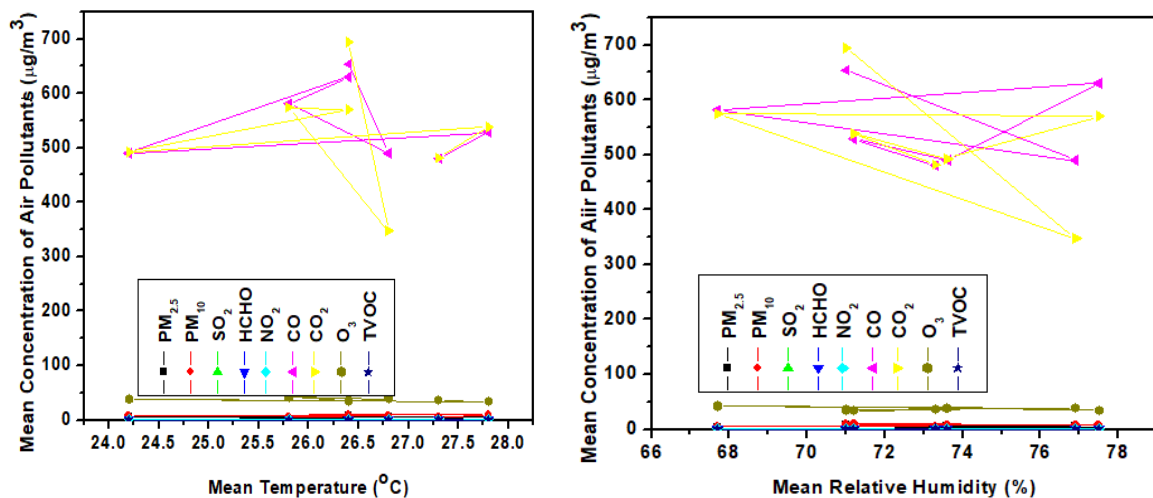 Mean Concentration of Air Pollutants (μg/m³)
700
600
500
400
300
200
100
0
PM2.5
PM10
SO2
HCHO
NO2
CO
CO2
O3
TVOC
24.0 24.5 25.0 25.5 26.0 26.5 27.0 27.5 28.0
Mean Temperature (°C)
Mean Concentration of Aiir Pollutants (μg/m³)
700
600
500
400
300
200
100
0
PM2.5
PM10
SO2
HCHO
NO2
CO
CO2
O3
TVOC
66 68 70 72 74 76 78
Mean Relative Humidity (%)